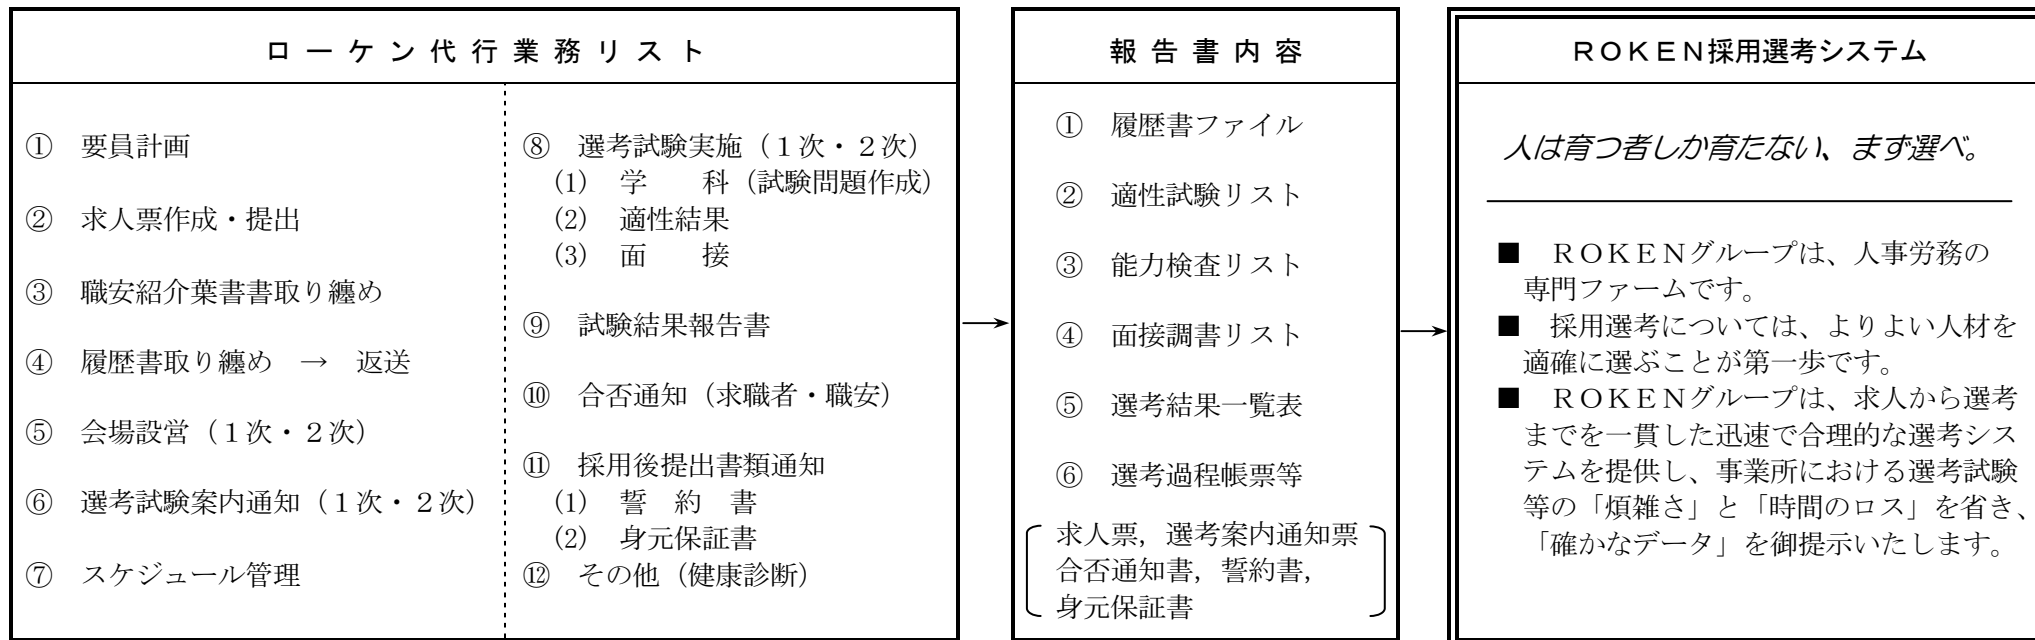 ローケン代行業務リスト
① 要員計画
② 求人票作成・提出
③ 職安紹介葉書書取り纏め
④ 履歴書取り纏め → 返送
⑤ 会場設営（１次・２次）
⑥ 選考試験案内通知（１次・２次）
⑦ スケジュール管理
⑧ 選考試験実施（１次・２次）
(1) 学　　科（試験問題作成）
(2) 適性結果
(3) 面　　接
⑨ 試験結果報告書
⑩ 合否通知（求職者・職安）
⑪ 採用後提出書類通知
(1) 誓　約　書
(2) 身元保証書
⑫ その他（健康診断）
報告書内容
① 履歴書ファイル
② 適性試験リスト
③ 能力検査リスト
④ 面接調書リスト
⑤ 選考結果一覧表
⑥ 選考過程帳票等
求人票，選考案内通知票
合否通知書，誓約書，
身元保証書
ＲＯＫＥＮ採用選考システム
人は育つ者しか育たない、まず選べ。
■　ＲＯＫＥＮグループは、人事労務の
専門ファームです。
■　採用選考については、よりよい人材を
適確に選ぶことが第一歩です。
■　ＲＯＫＥＮグループは、求人から選考
までを一貫した迅速で合理的な選考シス
テムを提供し、事業所における選考試験
等の「煩雑さ」と「時間のロス」を省き、
「確かなデータ」を御提示いたします。